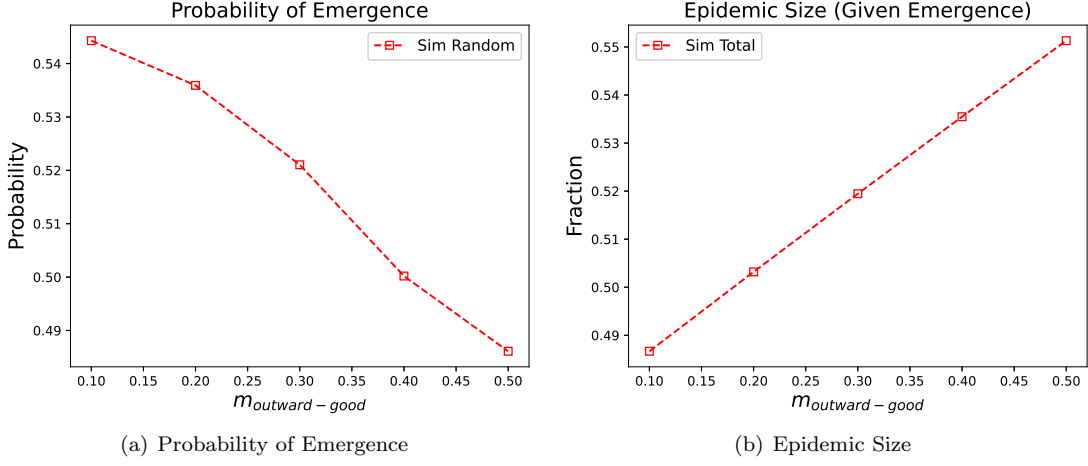 Probability of Emergence
Sim Random
Probability
0.54
0.53
0.52
0.51
0.50
0.49
0.10 0.15 0.20 0.25 0.30 0.35 0.40 0.45 0.50
m_{outward-good}
(a) Probability of Emergence
Epidemic Size (Given Emergence)
Sim Total
Fraction
0.55
0.54
0.53
0.52
0.51
0.50
0.49
0.10 0.15 0.20 0.25 0.30 0.35 0.40 0.45 0.50
m_{outward-good}
(b) Epidemic Size